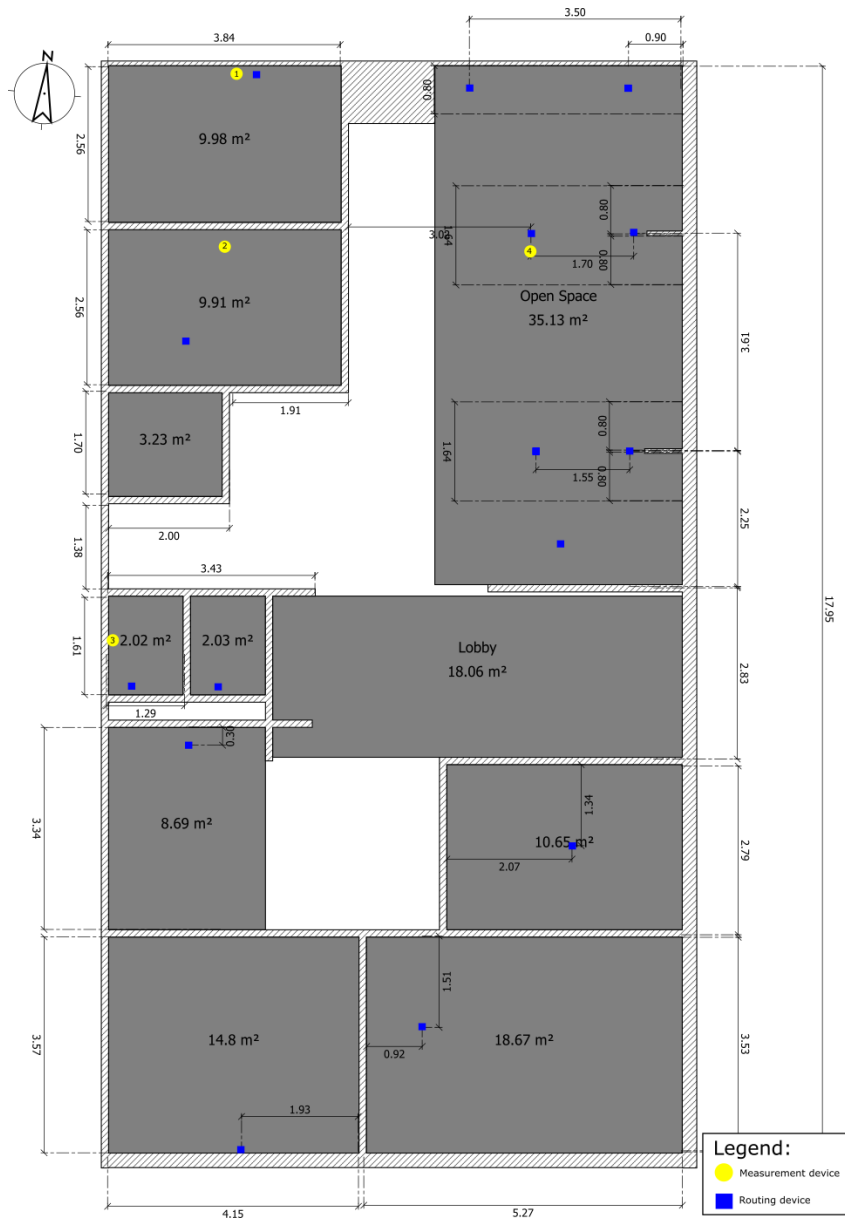 3.50
3.84
0.90
N
1
0.80
9.98 m²
2.56
0.80
3.02
1.64
2
4
1.70
0.80
2.56
9.91 m²
Open Space
35.13 m²
3.61
17.95
1.91
3.23 m²
1.70
0.80
1.64
1.55
0.80
2.00
2.25
1.38
3.43
3
2.02 m²
2.03 m²
1.61
Lobby
18.06 m²
2.83
1.29
0.30
8.69 m²
3.34
1.34
10.65 m²
2.07
2.79
1.51
14.8 m²
18.67 m²
3.57
0.92
3.53
1.93
Legend:
Measurement device
Routing device
4.15
5.27